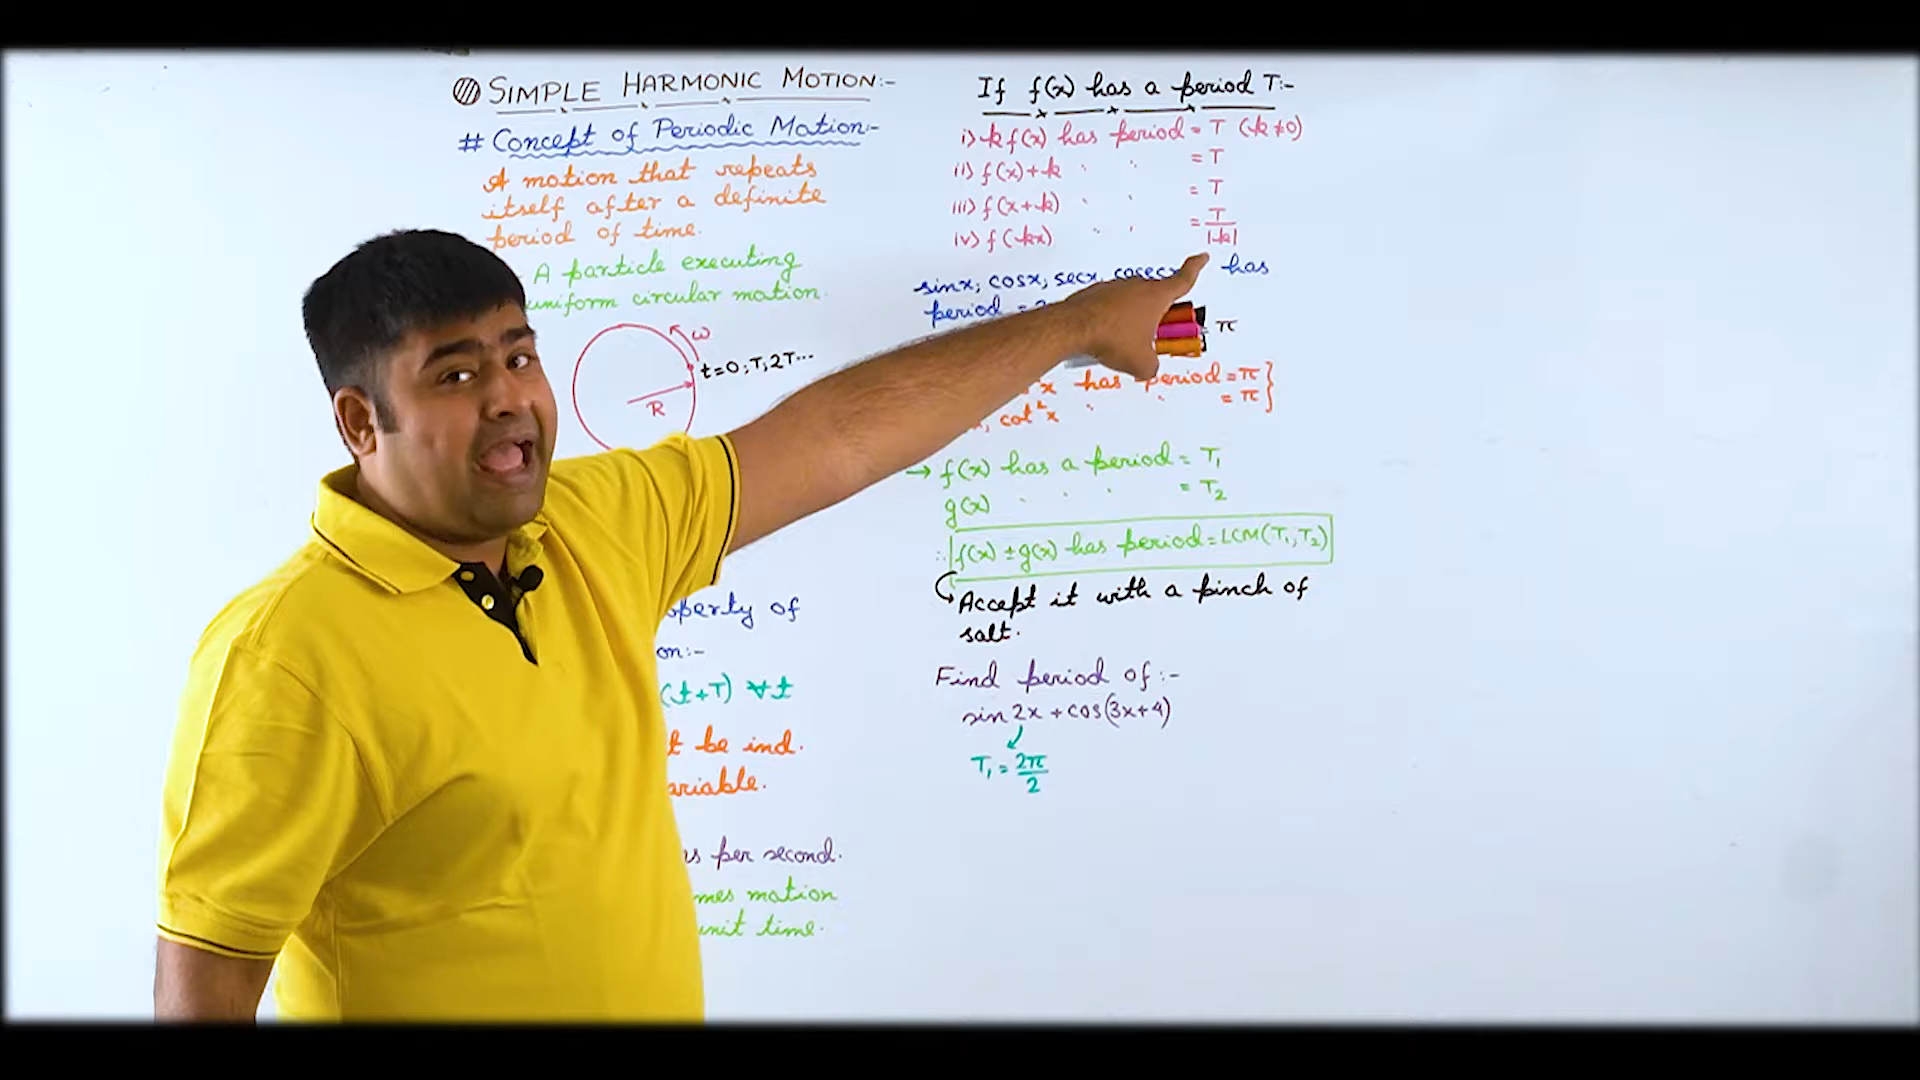 SIMPLE HARMONIC MOTION:-
# Concept of Periodic Motion:-
A motion that repeats
itself after a definite
period of time.
A particle executing
uniform circular motion.
ω
t=0,T,2T...
R
operty of
on:-
(t+T) ∀t
t be ind.
ariable.
s per second.
mes motion
unit time.
If f(x) has a period T:-
i) k f(x) has period = T (k≠0)
ii) f(x)+k " " = T
iii) f(x+k) " " = T
iv) f(kx) " " = T/|k|
sinx, cosx, secx, cosecx has
period =
π
x has period = π}
x, cot²x " " = π}
→ f(x) has a period = T₁
g(x) " " " = T₂
∴ f(x) ± g(x) has period = LCM(T₁,T₂)
Accept it with a pinch of
salt.
Find period of:-
sin 2x + cos(3x+4)
T₁ = 2π/2